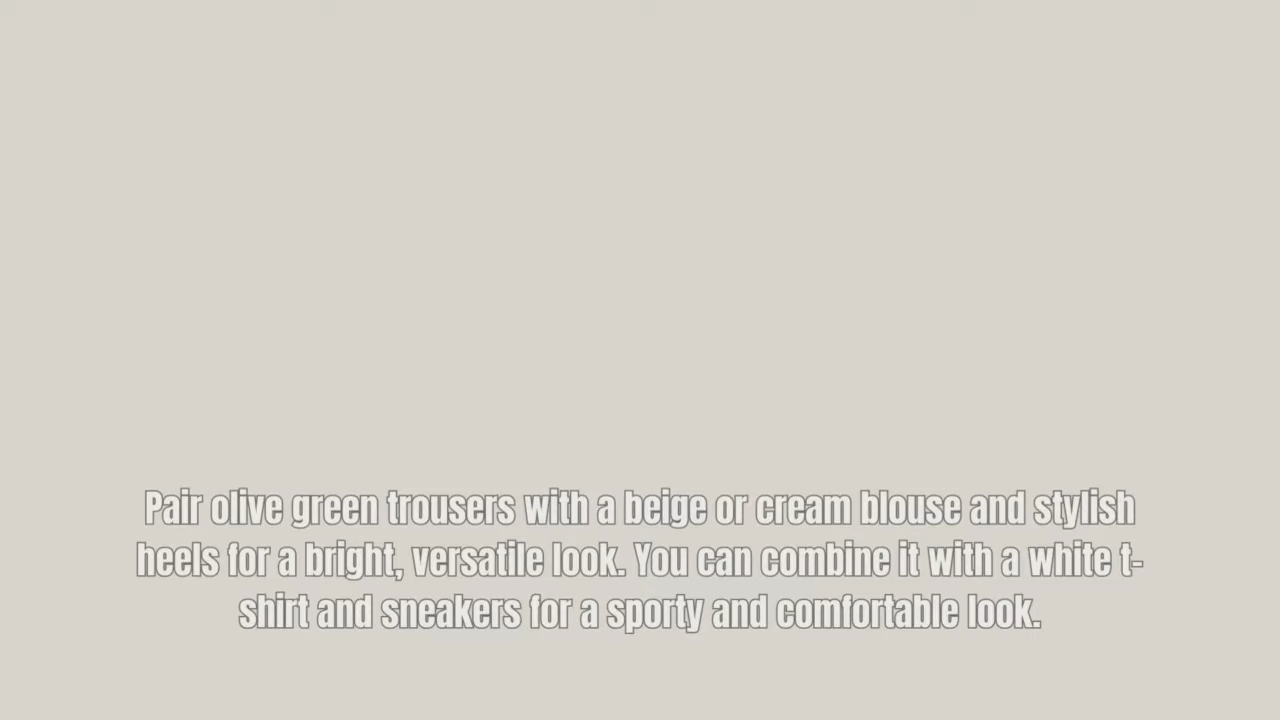 Pair olive green trousers with a beige or cream blouse and stylish
heels for a bright, versatile look. You can combine it with a white t-
shirt and sneakers for a sporty and comfortable look.